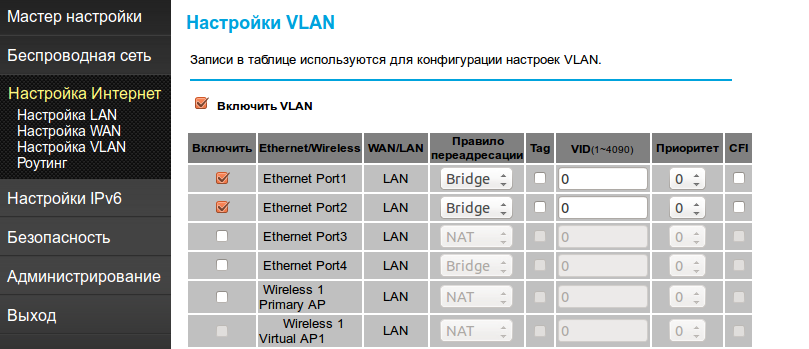 Мастер настройки
Беспроводная сеть
Настройка Интернет
Настройка LAN
Настройка WAN
Настройка VLAN
Роутинг
Настройки IPv6
Безопасность
Администрирование
Выход
Настройки VLAN
Записи в таблице используются для конфигурации настроек VLAN.
Включить VLAN
Включить Ethernet/Wireless WAN/LAN Правило переадресации Tag VID(1~4090) Приоритет CFI
Ethernet Port1 LAN Bridge 0 0
Ethernet Port2 LAN Bridge 0 0
Ethernet Port3 LAN NAT 0 0
Ethernet Port4 LAN Bridge 0 0
Wireless 1
Primary AP LAN NAT 0 0
Wireless 1
Virtual AP1 LAN NAT 0 0